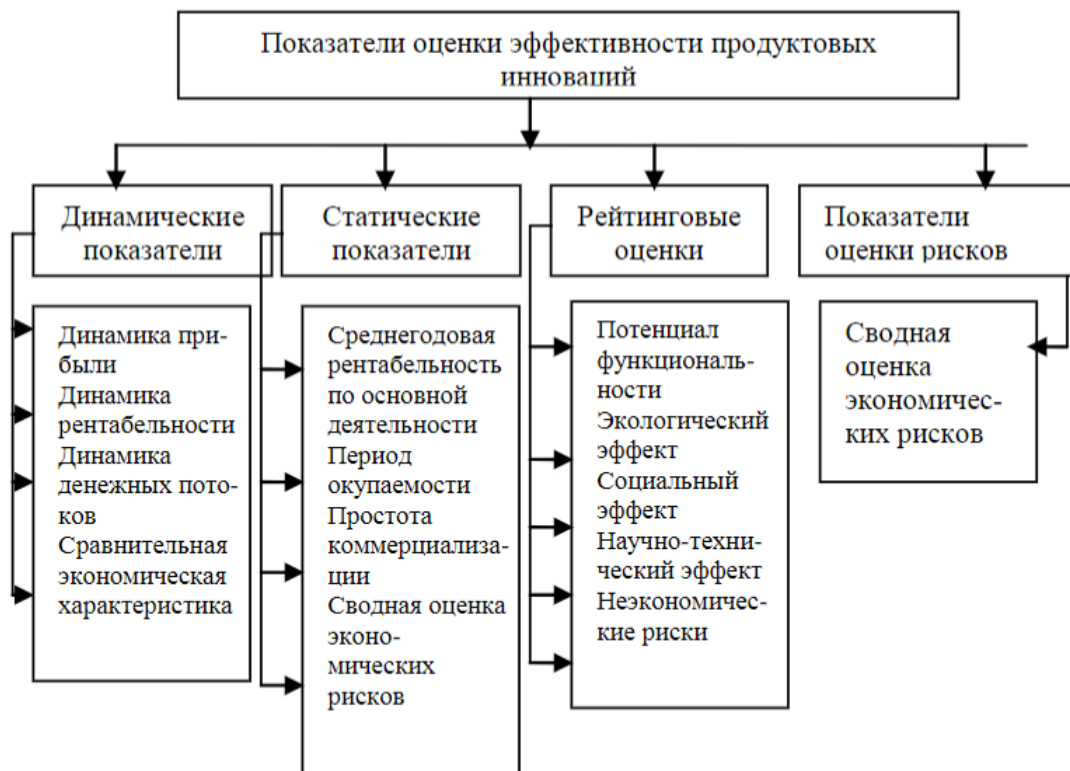 Показатели оценки эффективности продуктовых
инноваций
Динамические
показатели
Статические
показатели
Рейтинговые
оценки
Показатели
оценки рисков
Динамика при-
были
Динамика
рентабельности
Динамика
денежных пото-
ков
Сравнительная
экономическая
характеристика
Среднегодовая
рентабельность
по основной
деятельности
Период
окупаемости
Простота
коммерциализа-
ции
Сводная оценка
эконо-
мических
рисков
Потенциал
функциональ-
ности
Экологический
эффект
Социальный
эффект
Научно-техни-
ческий эффект
Неэкономичес-
кие риски
Сводная
оценка
экономичес-
ких рисков